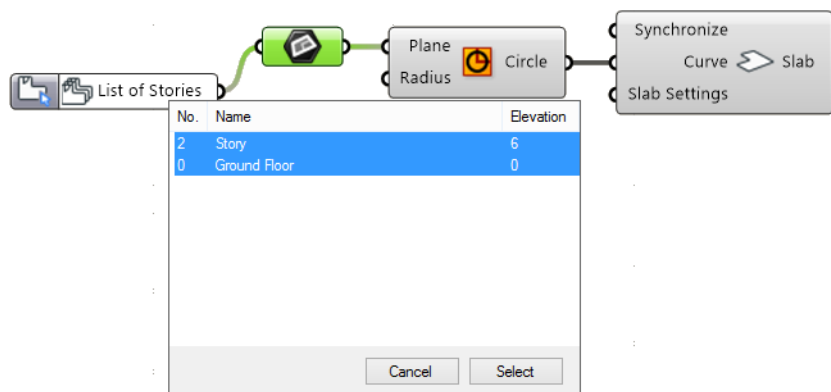 Synchronize
Plane
Circle
Curve
Slab
Radius
List of Stories
Slab Settings
No. Name Elevation
2 Story 6
0 Ground Floor 0
Cancel Select